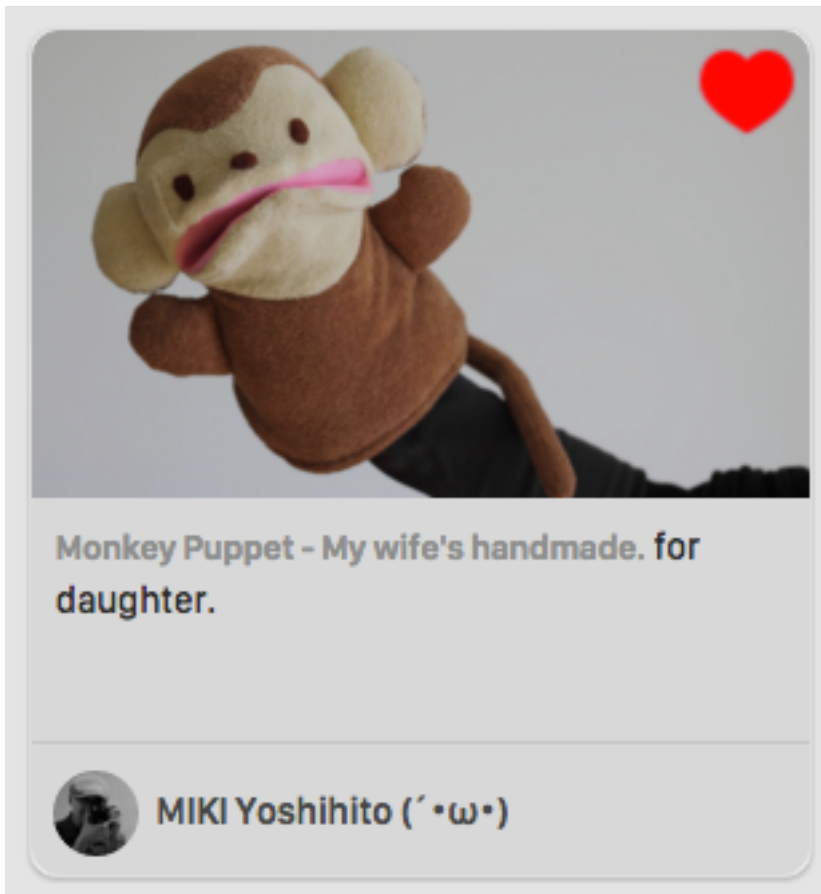 Monkey Puppet - My wife's handmade. for
daughter.
MIKI Yoshihito (´･ω･)